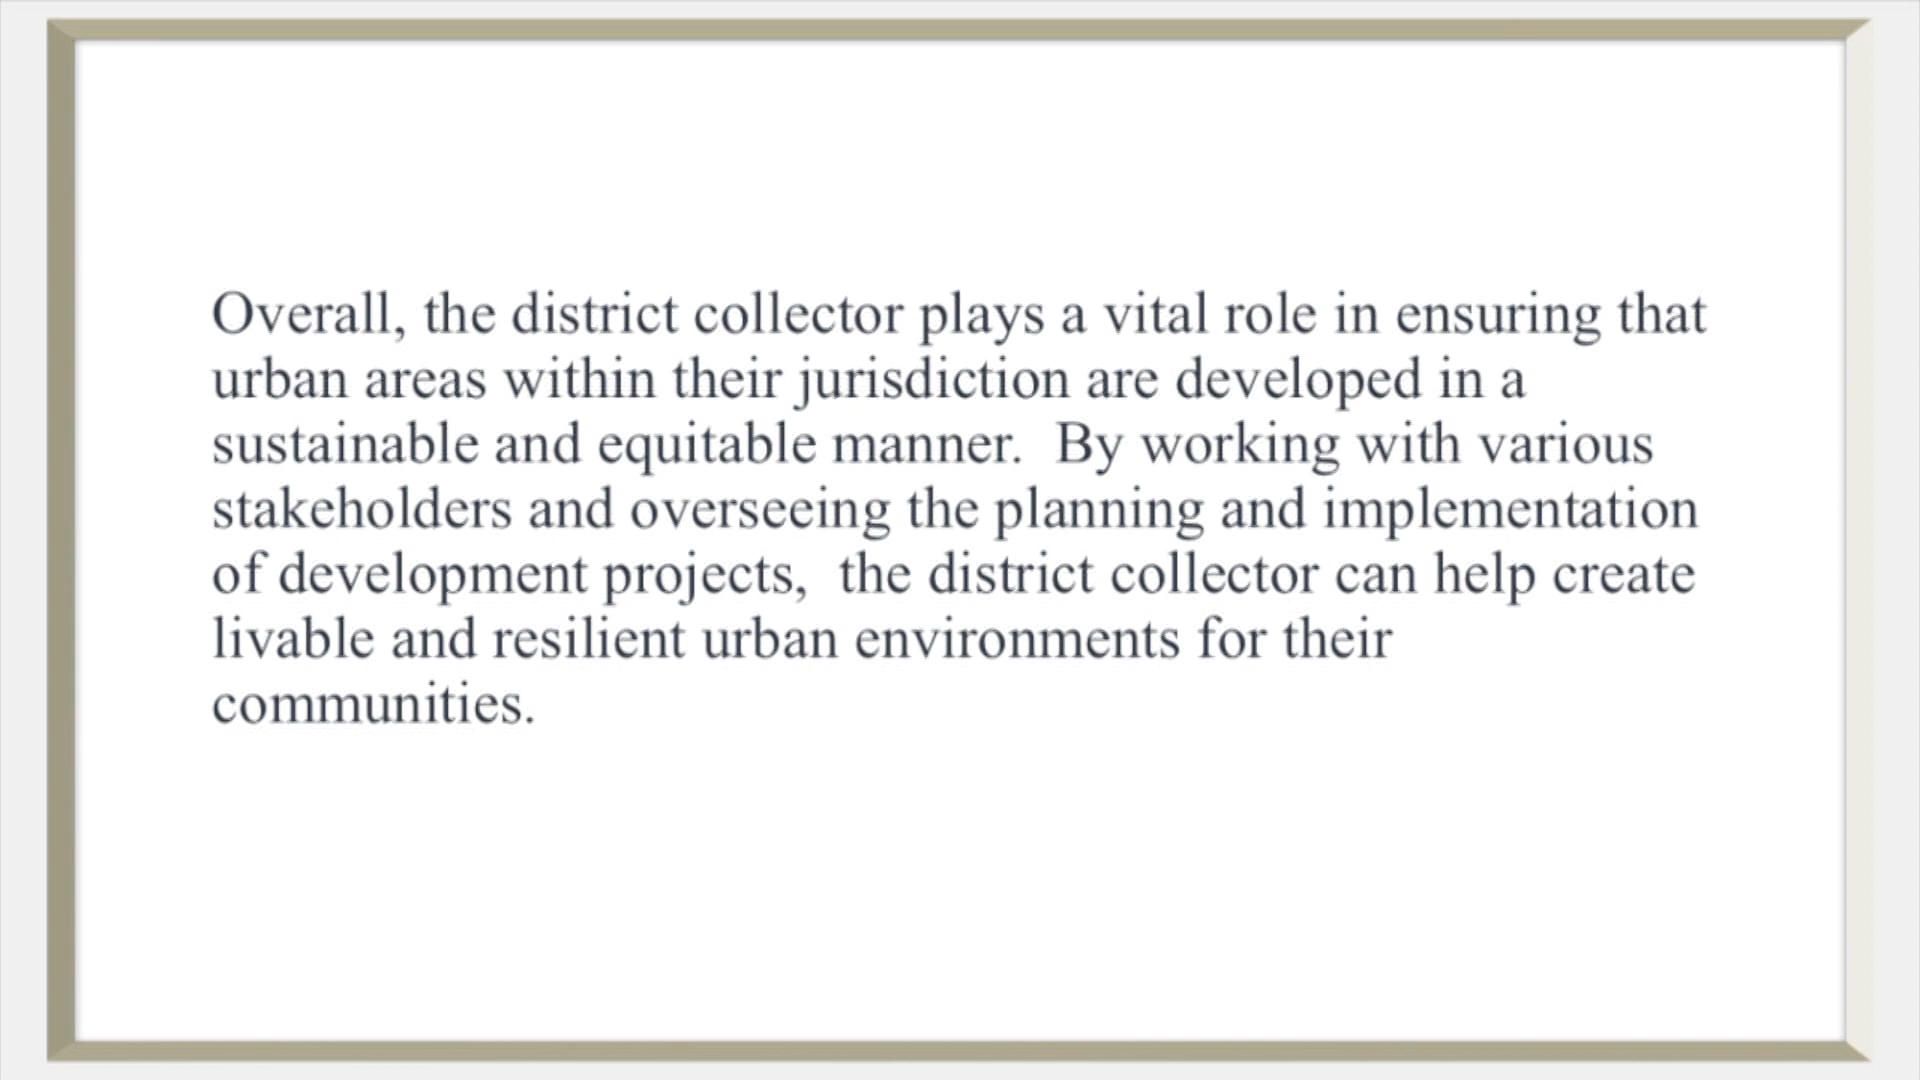 Overall, the district collector plays a vital role in ensuring that
urban areas within their jurisdiction are developed in a
sustainable and equitable manner.  By working with various
stakeholders and overseeing the planning and implementation
of development projects,  the district collector can help create
livable and resilient urban environments for their
communities.